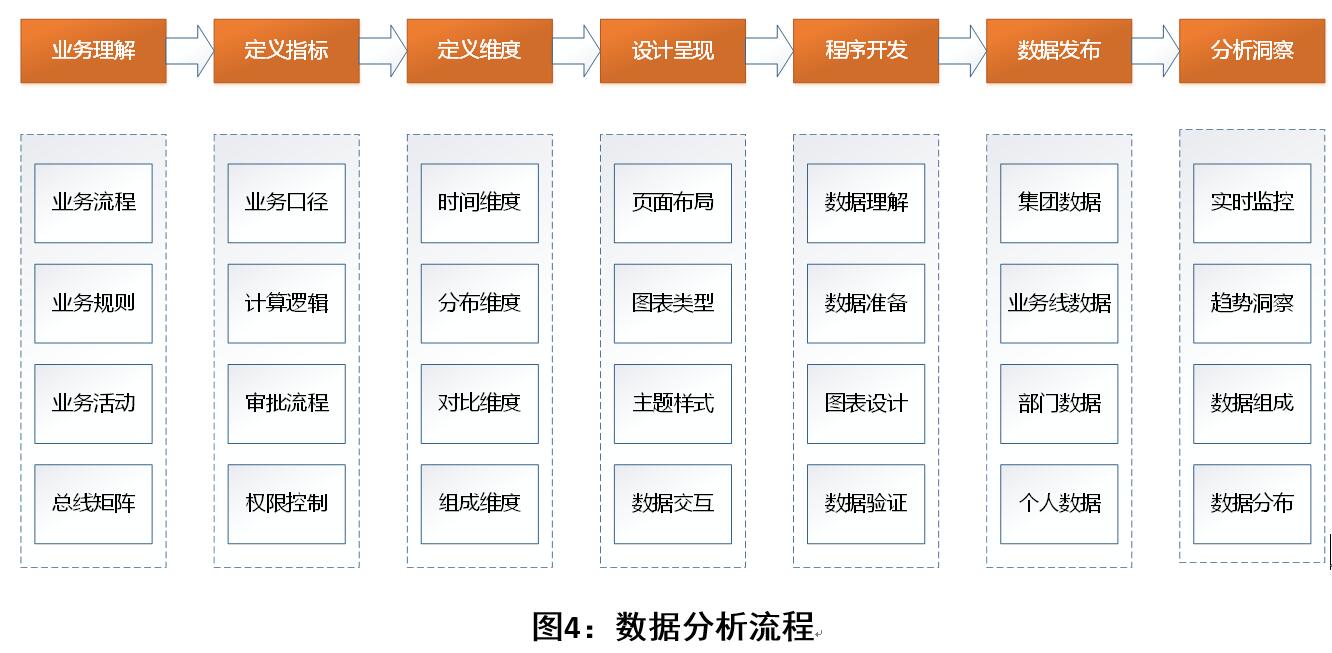 业务理解 定义指标 定义维度 设计呈现 程序开发 数据发布 分析洞察
业务流程 业务口径 时间维度 页面布局 数据理解 集团数据 实时监控
业务规则 计算逻辑 分布维度 图表类型 数据准备 业务线数据 趋势洞察
业务活动 审批流程 对比维度 主题样式 图表设计 部门数据 数据组成
总线矩阵 权限控制 组成维度 数据交互 数据验证 个人数据 数据分布
图4：数据分析流程